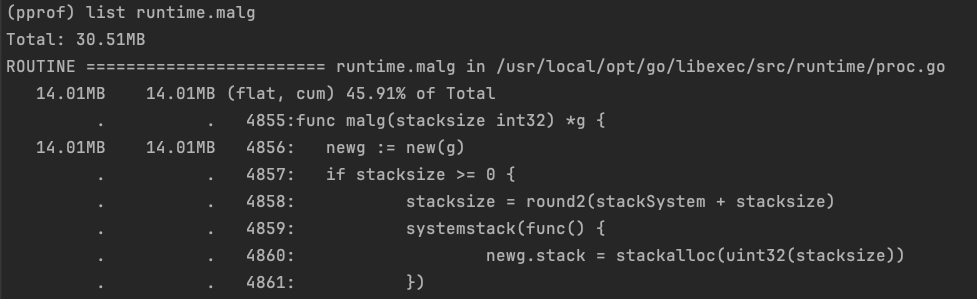 (pprof) list runtime.malg
Total: 30.51MB
ROUTINE ======================== runtime.malg in /usr/local/opt/go/libexec/src/runtime/proc.go
   14.01MB    14.01MB (flat, cum) 45.91% of Total
         .          .   4855:func malg(stacksize int32) *g {
   14.01MB    14.01MB   4856:   newg := new(g)
         .          .   4857:   if stacksize >= 0 {
         .          .   4858:           stacksize = round2(stackSystem + stacksize)
         .          .   4859:           systemstack(func() {
         .          .   4860:                   newg.stack = stackalloc(uint32(stacksize))
         .          .   4861:           })